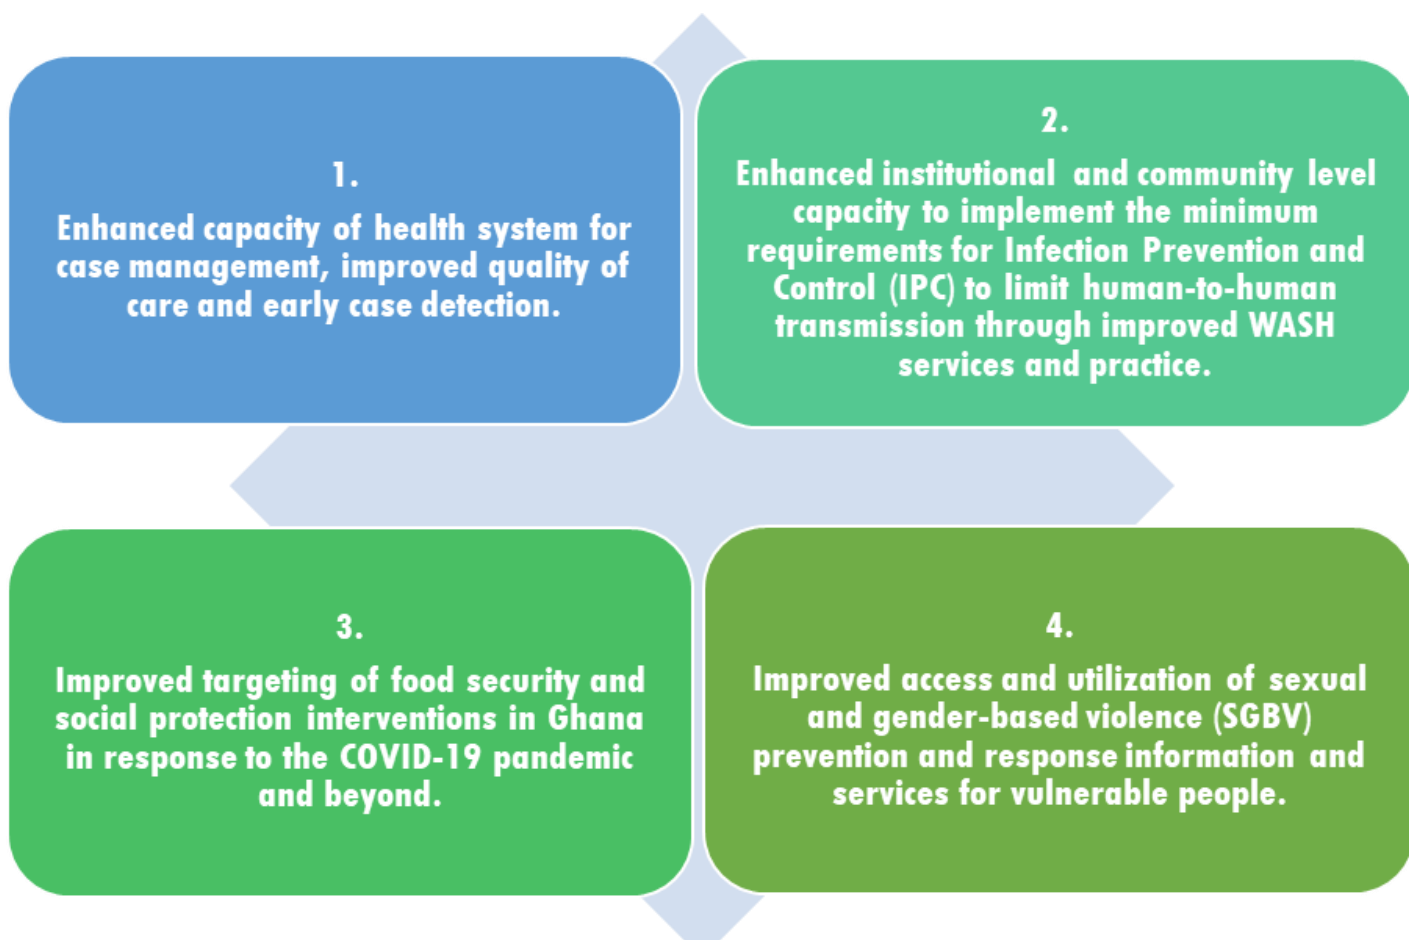 1.
Enhanced capacity of health system for
case management, improved quality of
care and early case detection.
2.
Enhanced institutional and community level
capacity to implement the minimum
requirements for Infection Prevention and
Control (IPC) to limit human-to-human
transmission through improved WASH
services and practice.
3.
Improved targeting of food security and
social protection interventions in Ghana
in response to the COVID-19 pandemic
and beyond.
4.
Improved access and utilization of sexual
and gender-based violence (SGBV)
prevention and response information and
services for vulnerable people.